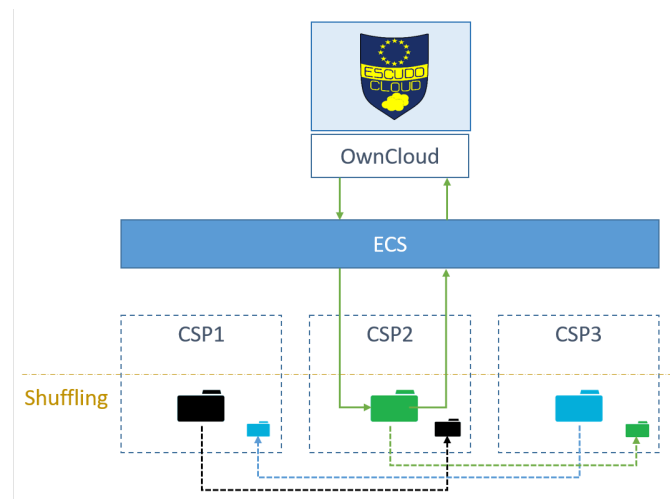 ESCUDO
CLOUD
OwnCloud
ECS
CSP1
CSP2
CSP3
Shuffling